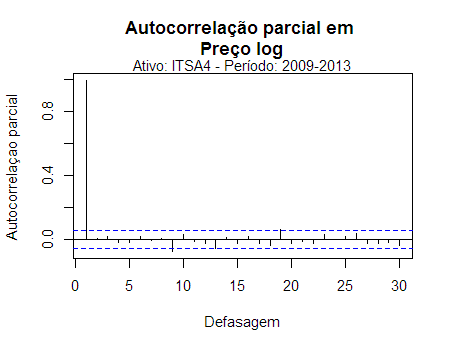 Autocorrelação parcial em
Preço log
Ativo: ITSA4 - Período: 2009-2013
Autocorrelaçao parcial
0.8
0.4
0.0
0 5 10 15 20 25 30
Defasagem